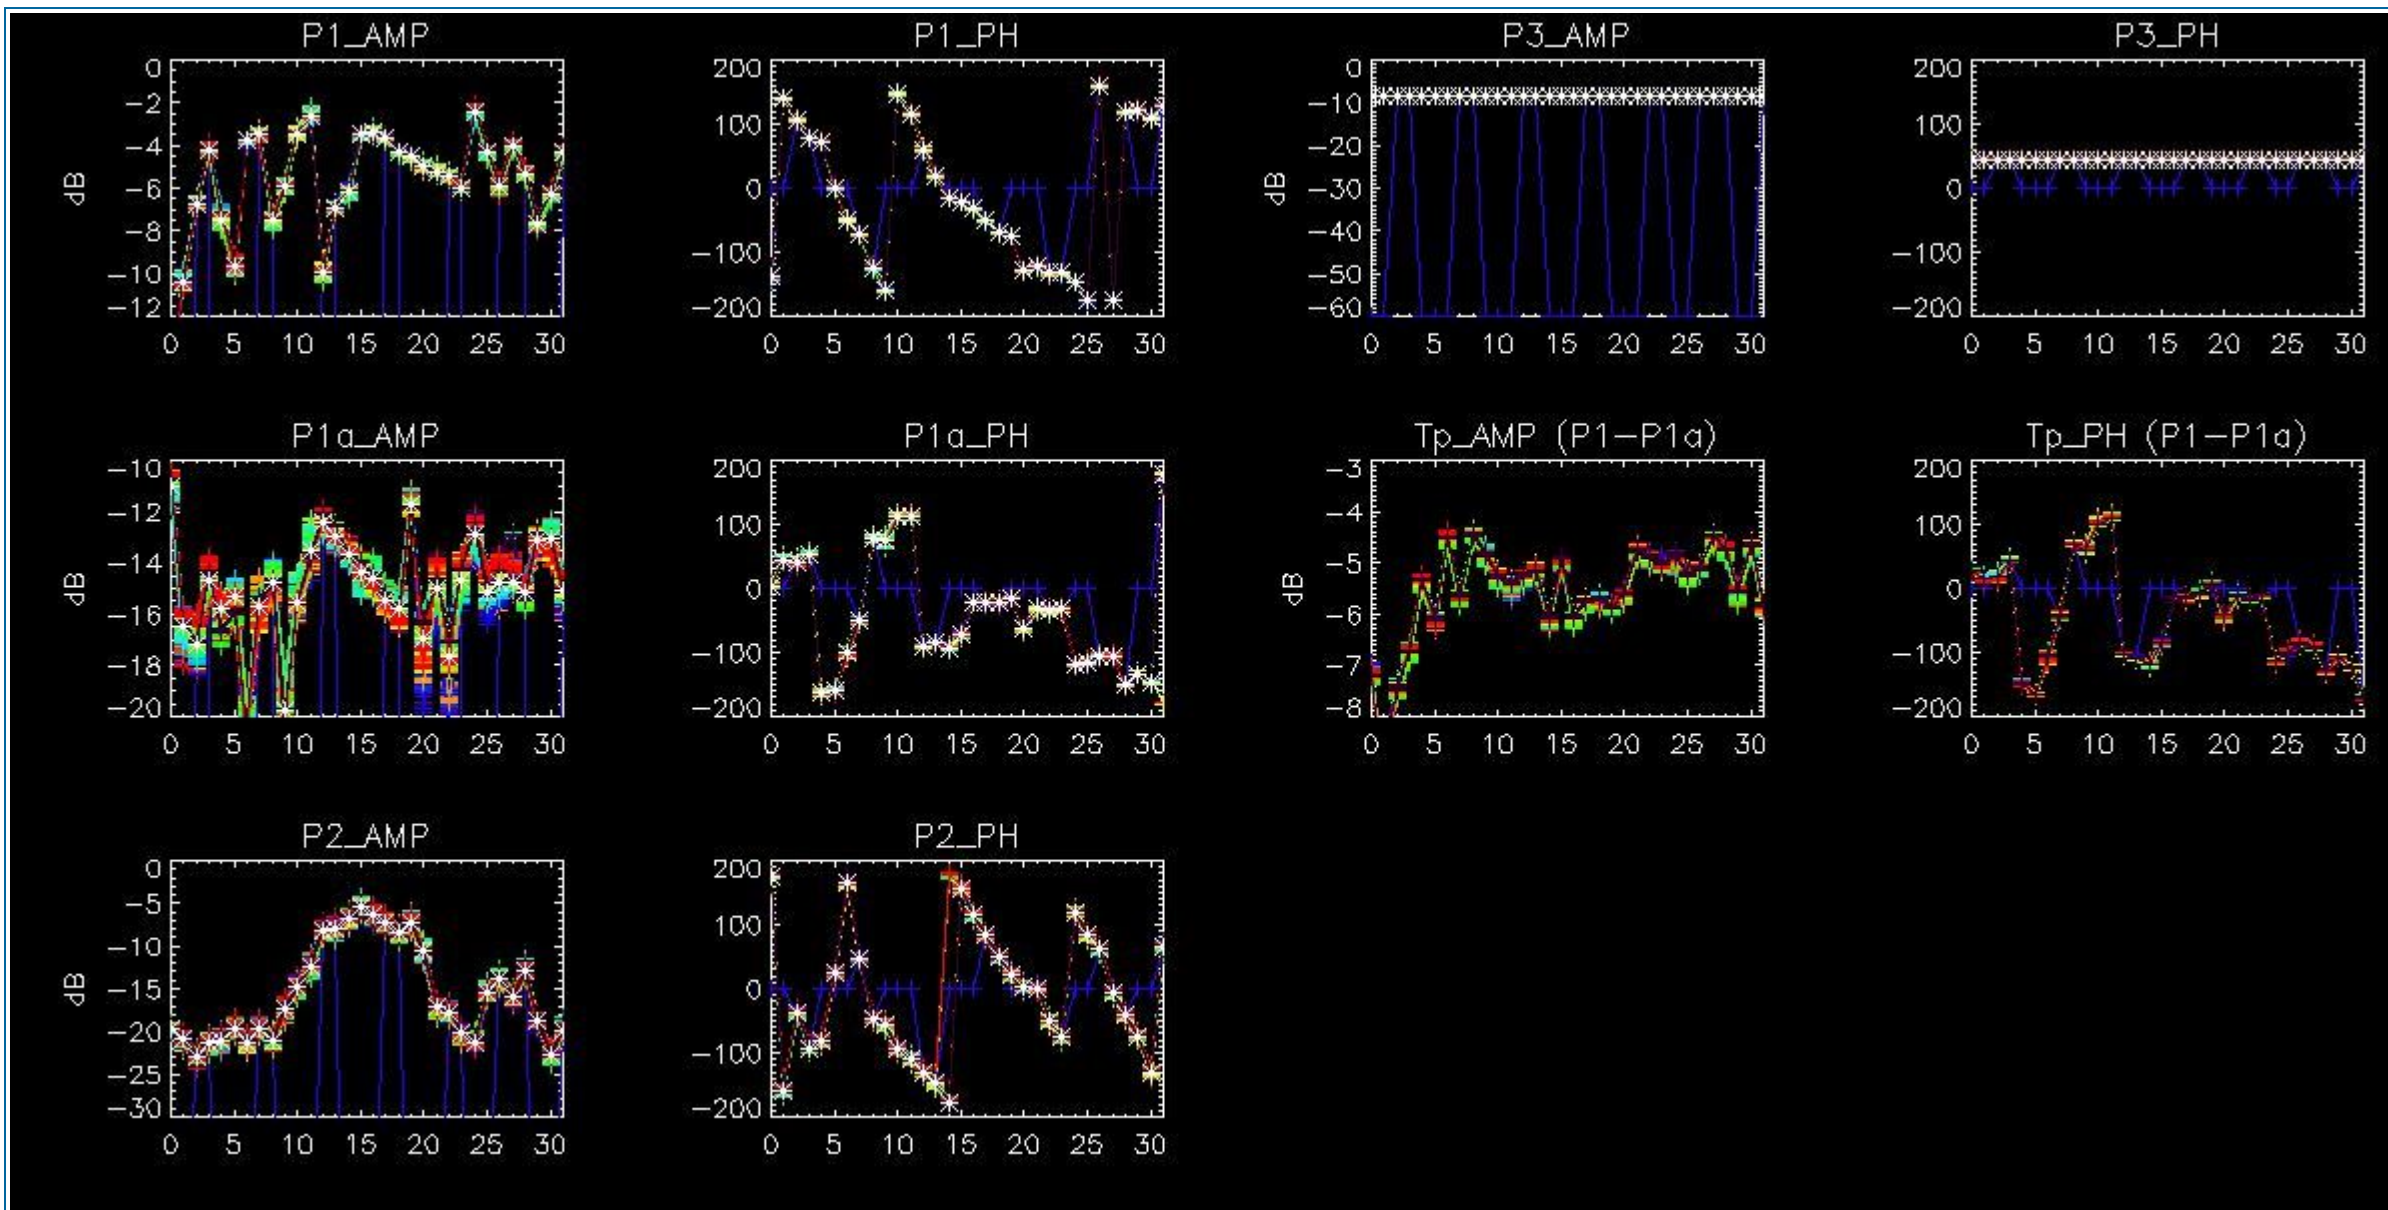 P1_AMP
P1_PH
P3_AMP
P3_PH
0
−2
−4
−6
−8
−10
−12
dB
0 5 10 15 20 25 30
200
100
0
−100
−200
0 5 10 15 20 25 30
0
−10
−20
−30
−40
−50
−60
dB
0 5 10 15 20 25 30
200
100
0
−100
−200
0 5 10 15 20 25 30
P1a_AMP
P1a_PH
Tp_AMP (P1−P1a)
Tp_PH (P1−P1a)
−10
−12
−14
−16
−18
−20
dB
0 5 10 15 20 25 30
200
100
0
−100
−200
0 5 10 15 20 25 30
−3
−4
−5
−6
−7
−8
dB
0 5 10 15 20 25 30
200
100
0
−100
−200
0 5 10 15 20 25 30
P2_AMP
P2_PH
0
−5
−10
−15
−20
−25
−30
dB
0 5 10 15 20 25 30
200
100
0
−100
−200
0 5 10 15 20 25 30